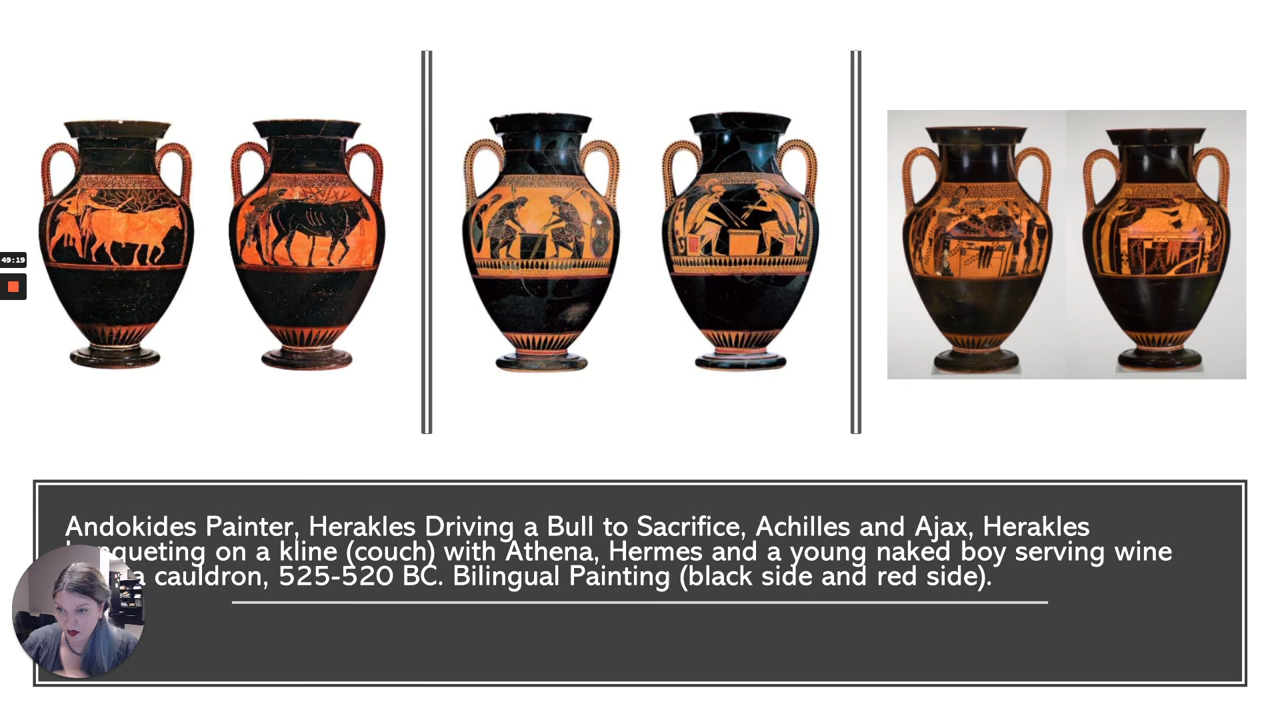 49:19
Andokides Painter, Herakles Driving a Bull to Sacrifice, Achilles and Ajax, Herakles
nqueting on a kline (couch) with Athena, Hermes and a young naked boy serving wine
a cauldron, 525-520 BC. Bilingual Painting (black side and red side).